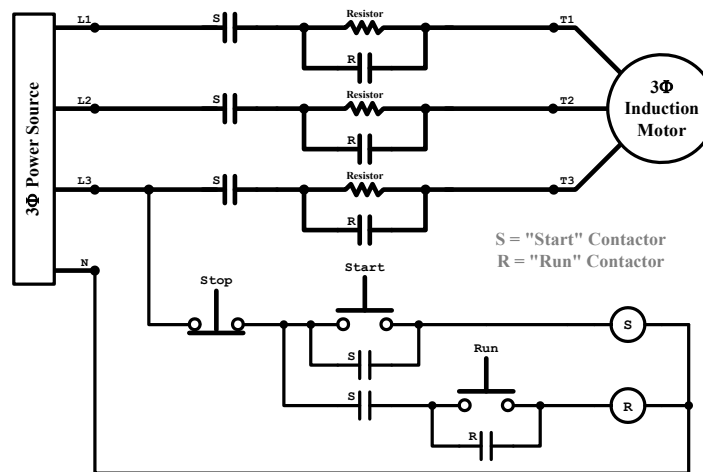 L1
S
Resistor
R
T1
3Φ Power Source
L2
S
Resistor
R
T2
3Φ
Induction
Motor
L3
S
Resistor
R
T3
S = "Start" Contactor
R = "Run" Contactor
N
Stop
Start
S
S
Run
S
R
R